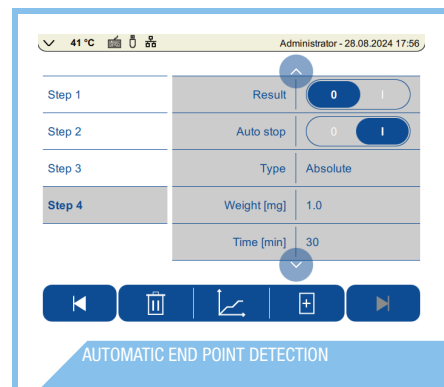 41 °C Administrator - 28.08.2024 17:56
Step 1 Result 0 I
Step 2 Auto stop 0 I
Step 3 Type Absolute
Step 4 Weight [mg] 1.0
Time [min] 30
AUTOMATIC END POINT DETECTION